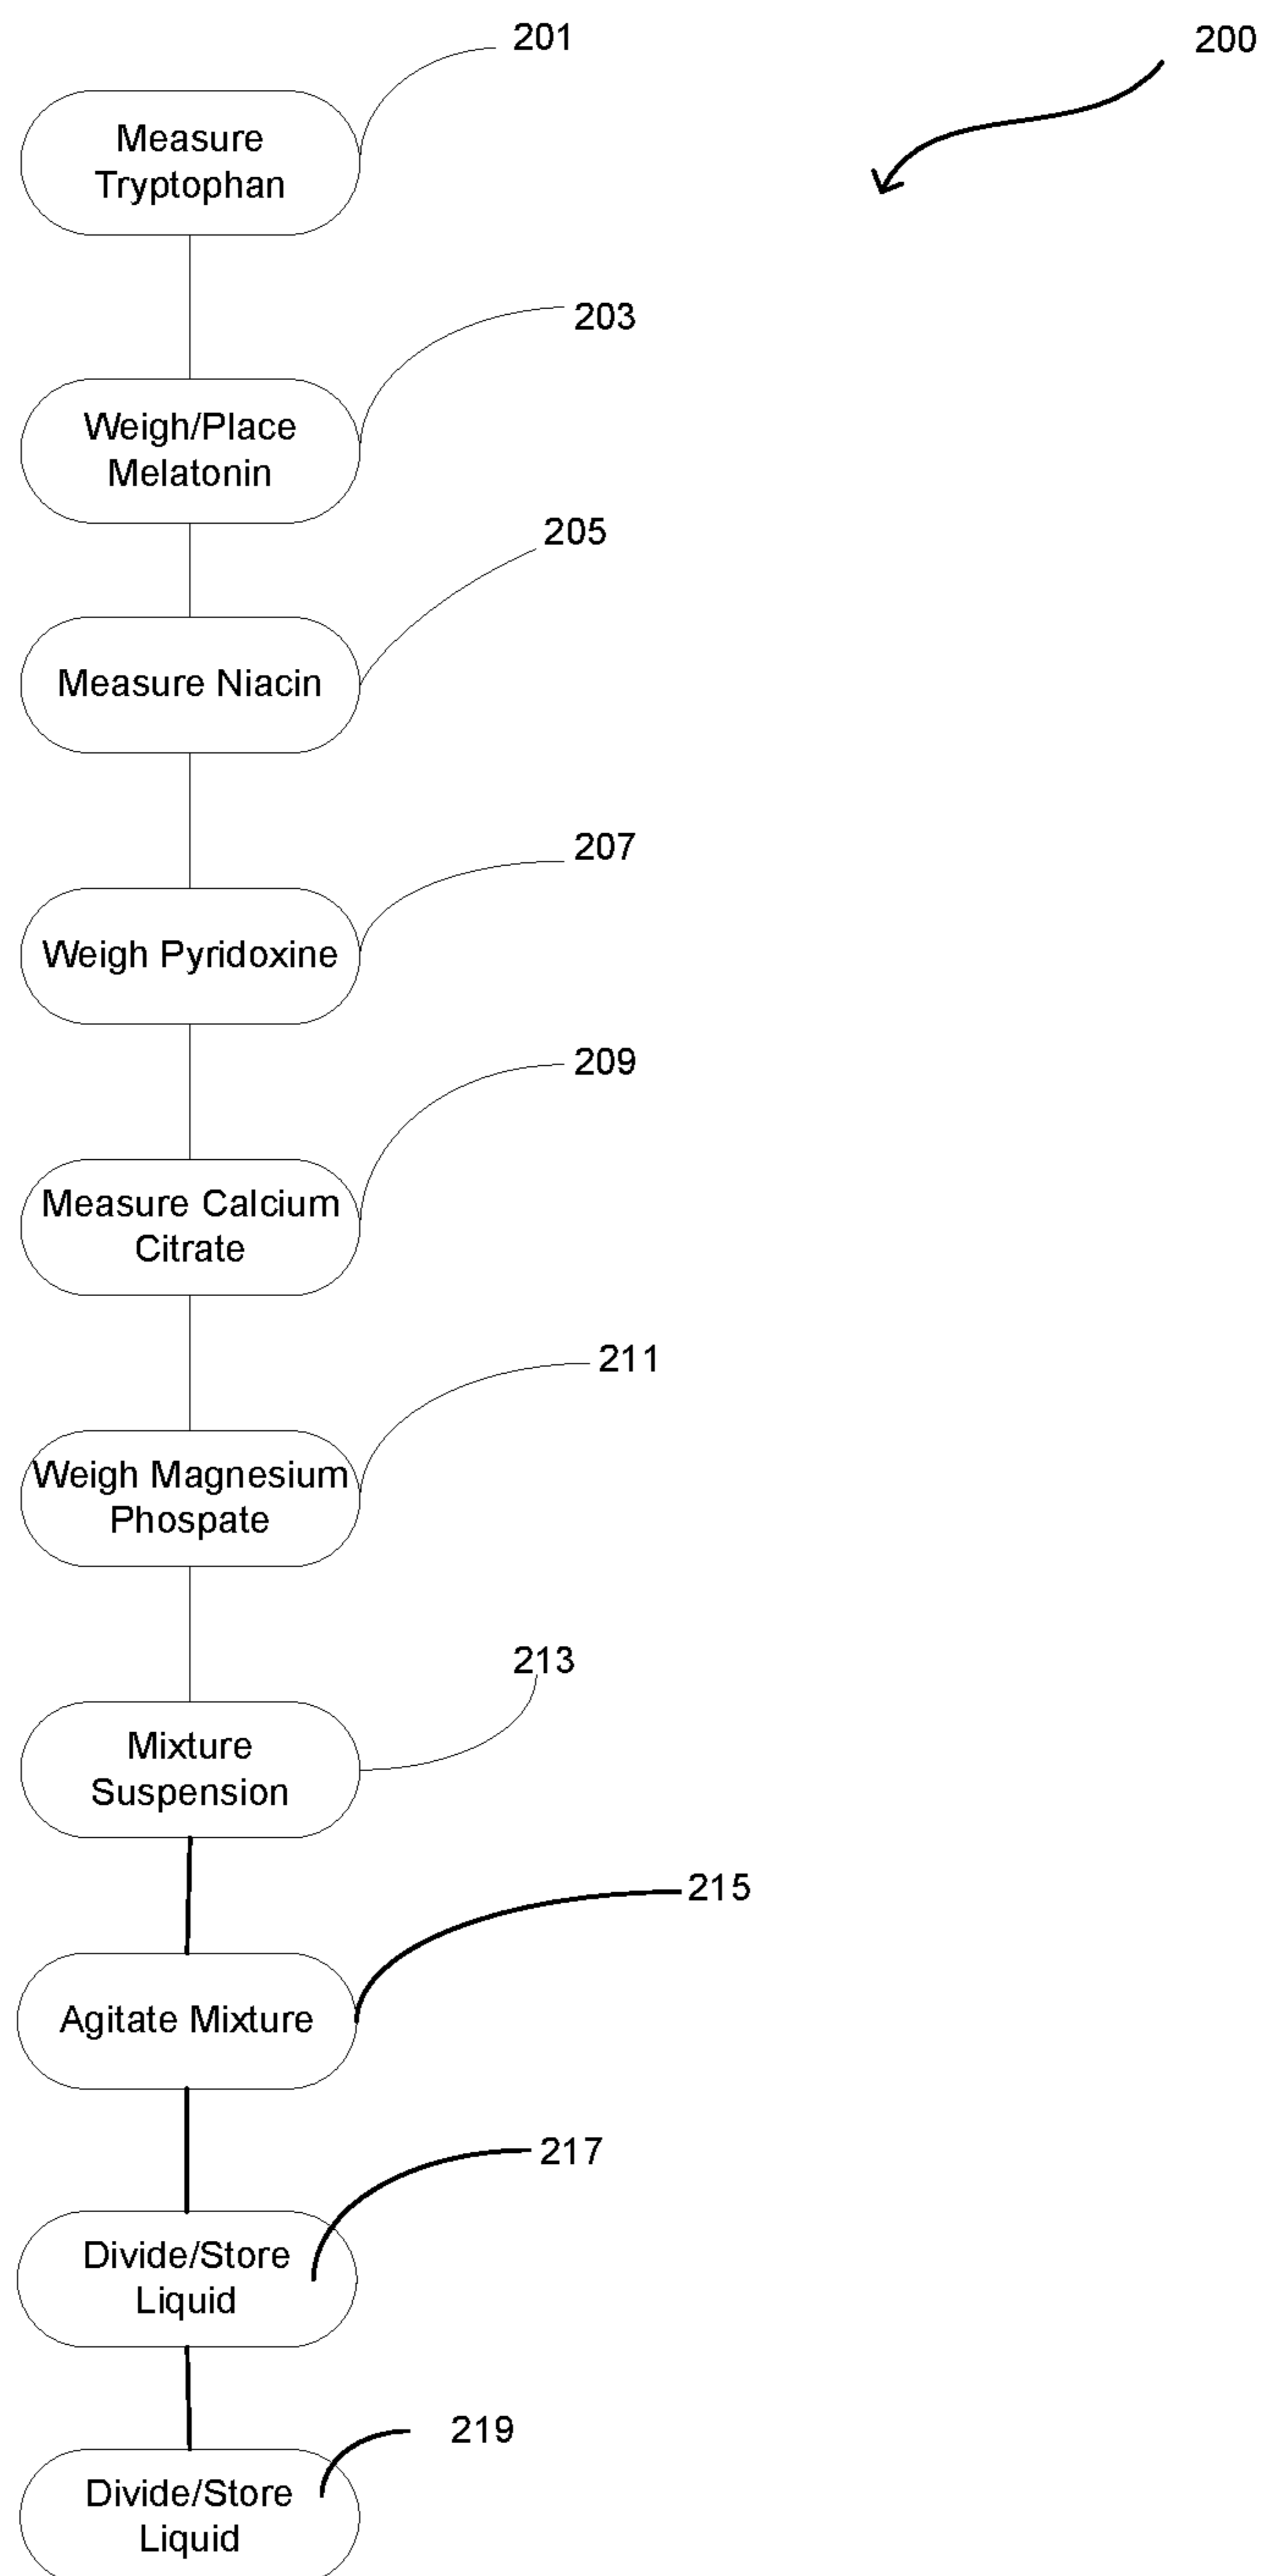 201
200
Measure
Tryptophan
203
Weigh/Place
Melatonin
205
Measure Niacin
207
Weigh Pyridoxine
209
Measure Calcium
Citrate
211
Weigh Magnesium
Phospate
213
Mixture
Suspension
215
Agitate Mixture
217
Divide/Store
Liquid
219
Divide/Store
Liquid